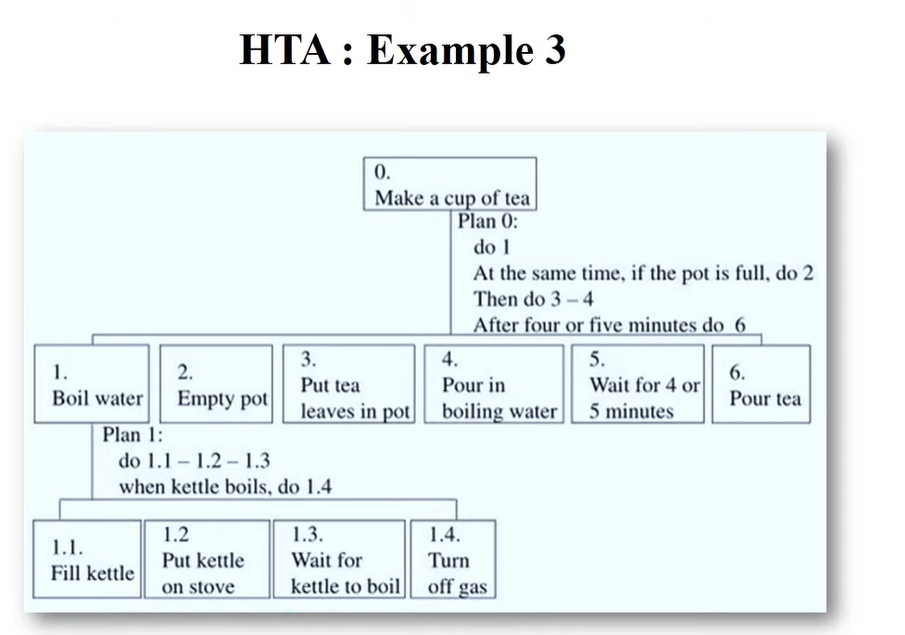 HTA : Example 3
0.
Make a cup of tea
Plan 0:
do 1
At the same time, if the pot is full, do 2
Then do 3 – 4
After four or five minutes do 6
1.
Boil water
2.
Empty pot
3.
Put tea
leaves in pot
4.
Pour in
boiling water
5.
Wait for 4 or
5 minutes
6.
Pour tea
Plan 1:
do 1.1 – 1.2 – 1.3
when kettle boils, do 1.4
1.1.
Fill kettle
1.2
Put kettle
on stove
1.3.
Wait for
kettle to boil
1.4.
Turn
off gas